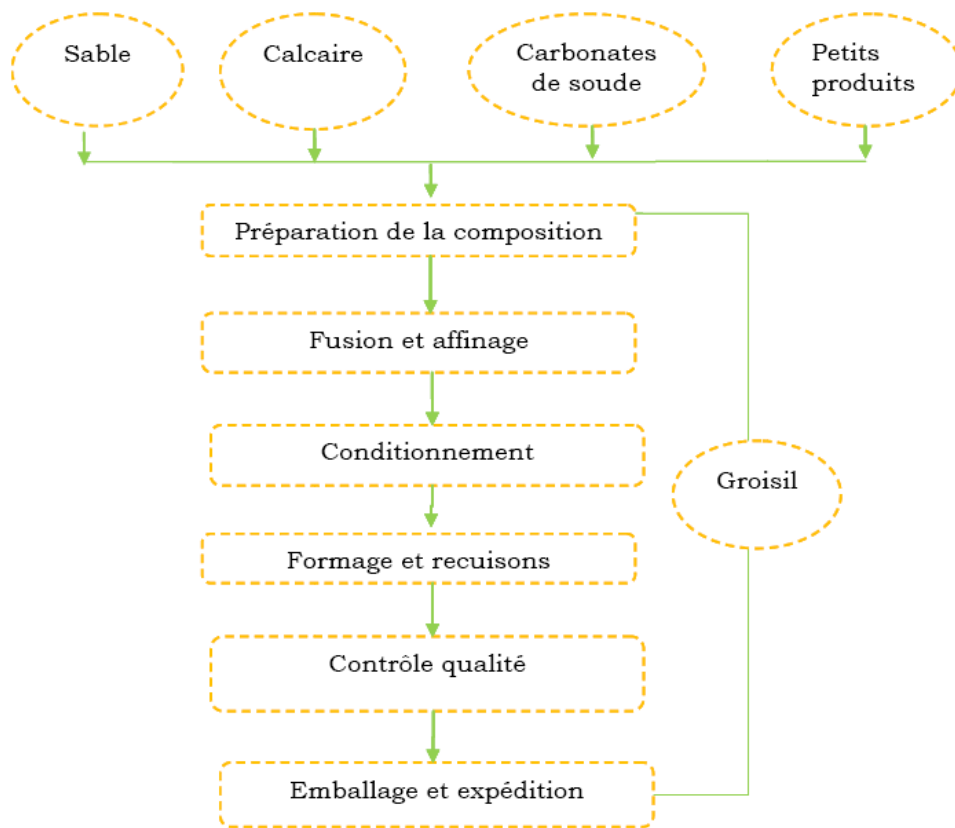 Sable
Calcaire
Carbonates
de soude
Petits
produits
Préparation de la composition
Fusion et affinage
Conditionnement
Groisil
Formage et recuisons
Contrôle qualité
Emballage et expédition